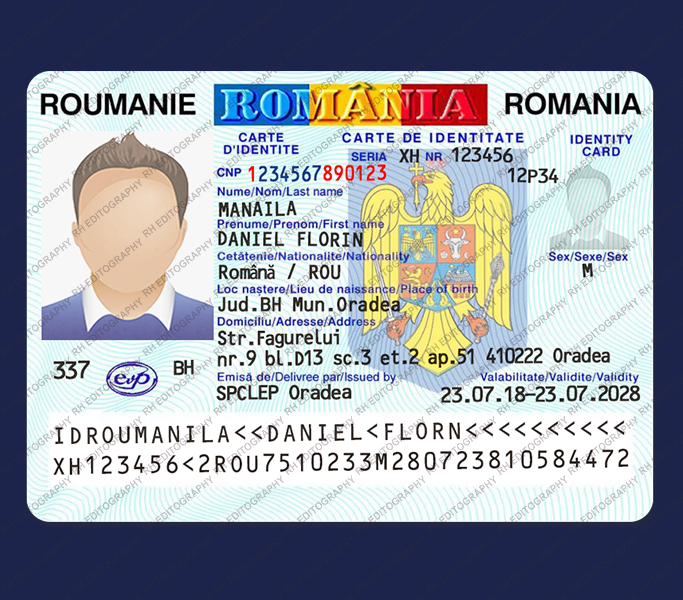 ROUMANIE ROMÂNIA ROMANIA
CARTE D'IDENTITE
CARTE DE IDENTITATE
IDENTITY CARD
SERIA XH NR 123456
CNP 1234567890123
12P34
Nume/Nom/Last name
MANAILA
Prenume/Prenom/First name
DANIEL FLORIN
Cetătenie/Nationalite/Nationality
Română / ROU
Sex/Sexe/Sex
M
Loc naștere/Lieu de naissance/Place of birth
Jud.BH Mun.Oradea
Domiciliu/Adresse/Address
Str.Fagurelui
nr.9 bl.D13 sc.3 et.2 ap.51 410222 Oradea
337 evp BH
Emisă de/Delivree par/Issued by
SPCLEP Oradea
Valabilitate/Validite/Validity
23.07.18-23.07.2028
IDROUMANILA<<DANIEL<FLORN<<<<<<<<<<
XH123456<2ROU7510233M280723810584472
RH EDITOGRAPHY